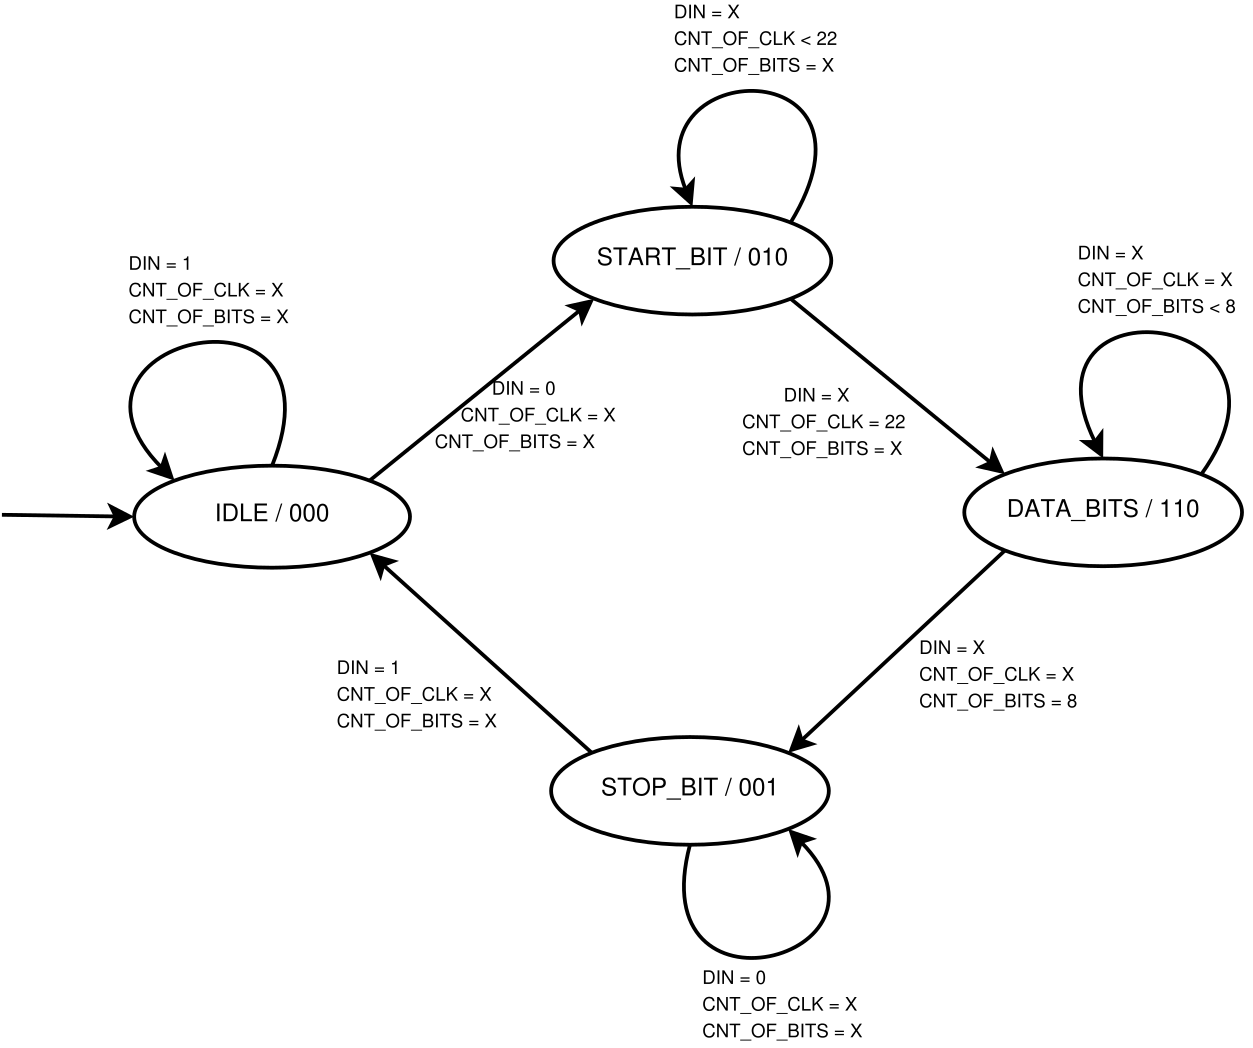 DIN = X
CNT_OF_CLK < 22
CNT_OF_BITS = X
START_BIT / 010
DIN = 1
CNT_OF_CLK = X
CNT_OF_BITS = X
DIN = X
CNT_OF_CLK = X
CNT_OF_BITS < 8
DIN = 0
CNT_OF_CLK = X
CNT_OF_BITS = X
DIN = X
CNT_OF_CLK = 22
CNT_OF_BITS = X
IDLE / 000
DATA_BITS / 110
DIN = 1
CNT_OF_CLK = X
CNT_OF_BITS = X
DIN = X
CNT_OF_CLK = X
CNT_OF_BITS = 8
STOP_BIT / 001
DIN = 0
CNT_OF_CLK = X
CNT_OF_BITS = X